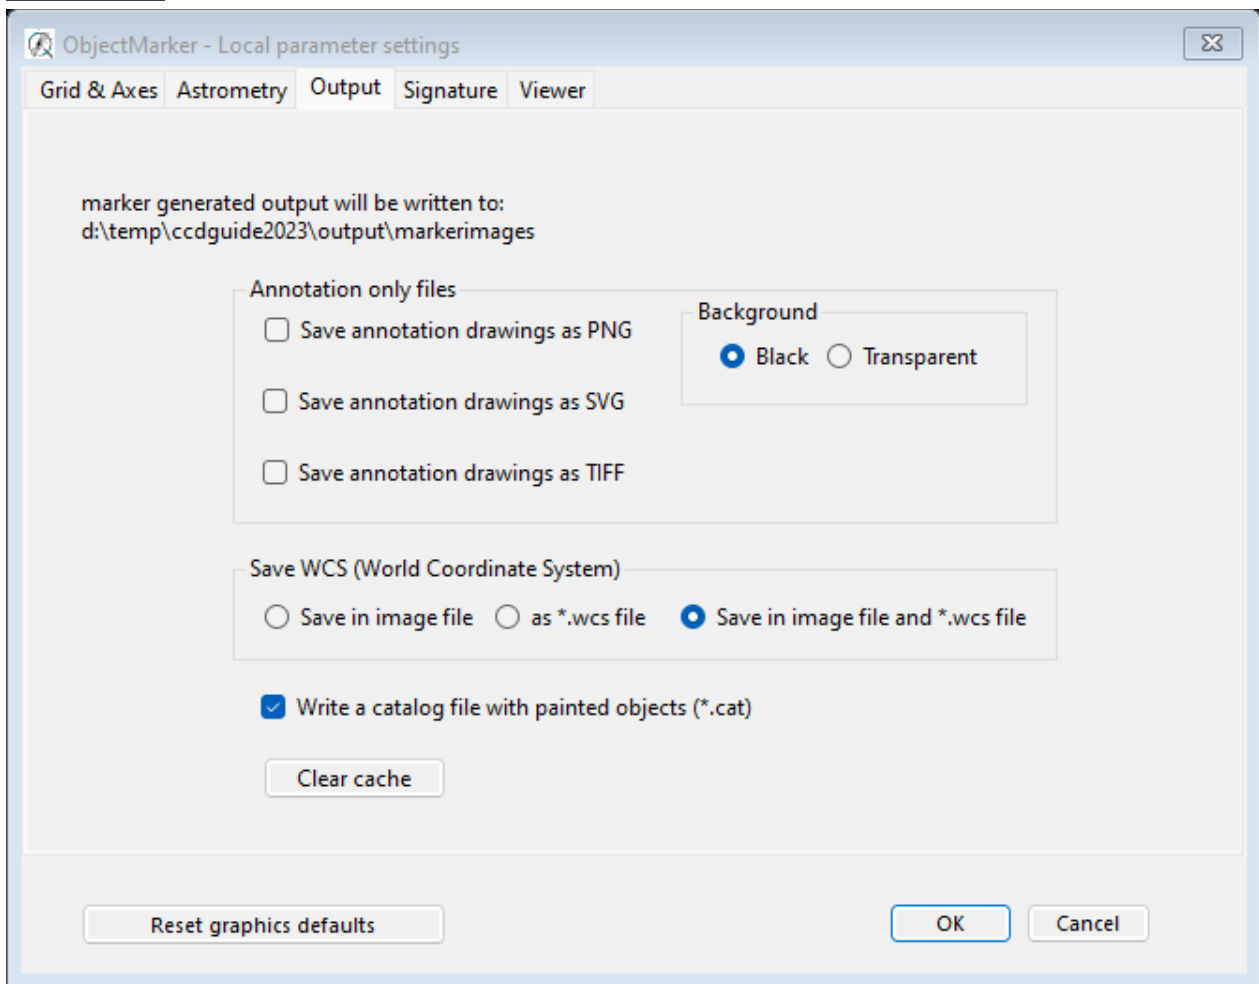 ObjectMarker - Local parameter settings
Grid & Axes Astrometry Output Signature Viewer
marker generated output will be written to:
d:\temp\ccdguide2023\output\markerimages
Annotation only files
Background
Save annotation drawings as PNG
Black Transparent
Save annotation drawings as SVG
Save annotation drawings as TIFF
Save WCS (World Coordinate System)
Save in image file as *.wcs file Save in image file and *.wcs file
Write a catalog file with painted objects (*.cat)
Clear cache
Reset graphics defaults OK Cancel